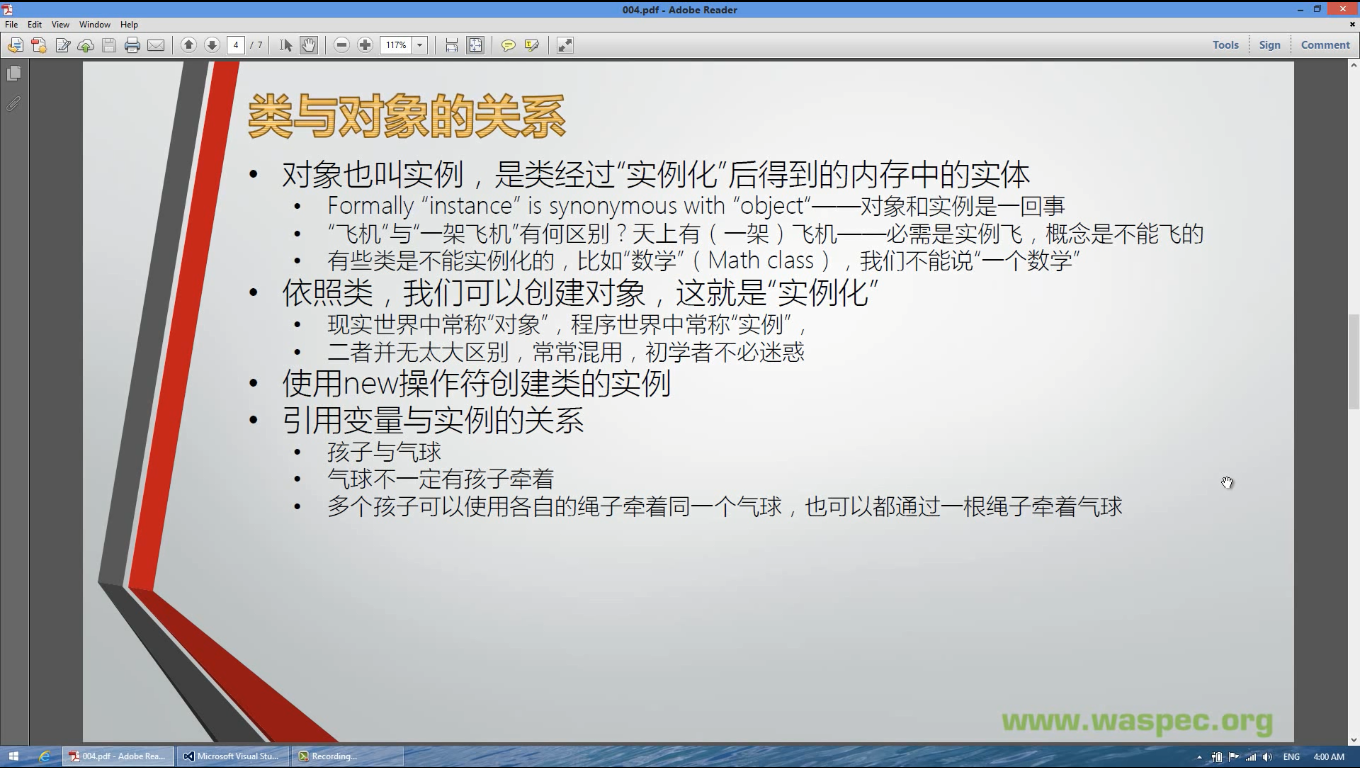 004.pdf - Adobe Reader
File Edit View Window Help
4 / 7 117% Tools Sign Comment
类与对象的关系
• 对象也叫实例，是类经过“实例化”后得到的内存中的实体
• Formally “instance” is synonymous with “object“——对象和实例是一回事
• “飞机”与“一架飞机”有何区别？天上有（一架）飞机——必需是实例飞，概念是不能飞的
• 有些类是不能实例化的，比如“数学”（Math class），我们不能说“一个数学”
• 依照类，我们可以创建对象，这就是“实例化”
• 现实世界中常称“对象”，程序世界中常称“实例”，
• 二者并无太大区别，常常混用，初学者不必迷惑
• 使用new操作符创建类的实例
• 引用变量与实例的关系
• 孩子与气球
• 气球不一定有孩子牵着
• 多个孩子可以使用各自的绳子牵着同一个气球，也可以都通过一根绳子牵着气球
www.waspec.org
004.pdf - Adobe Rea... Microsoft Visual Stu... Recording... ENG 4:00 AM